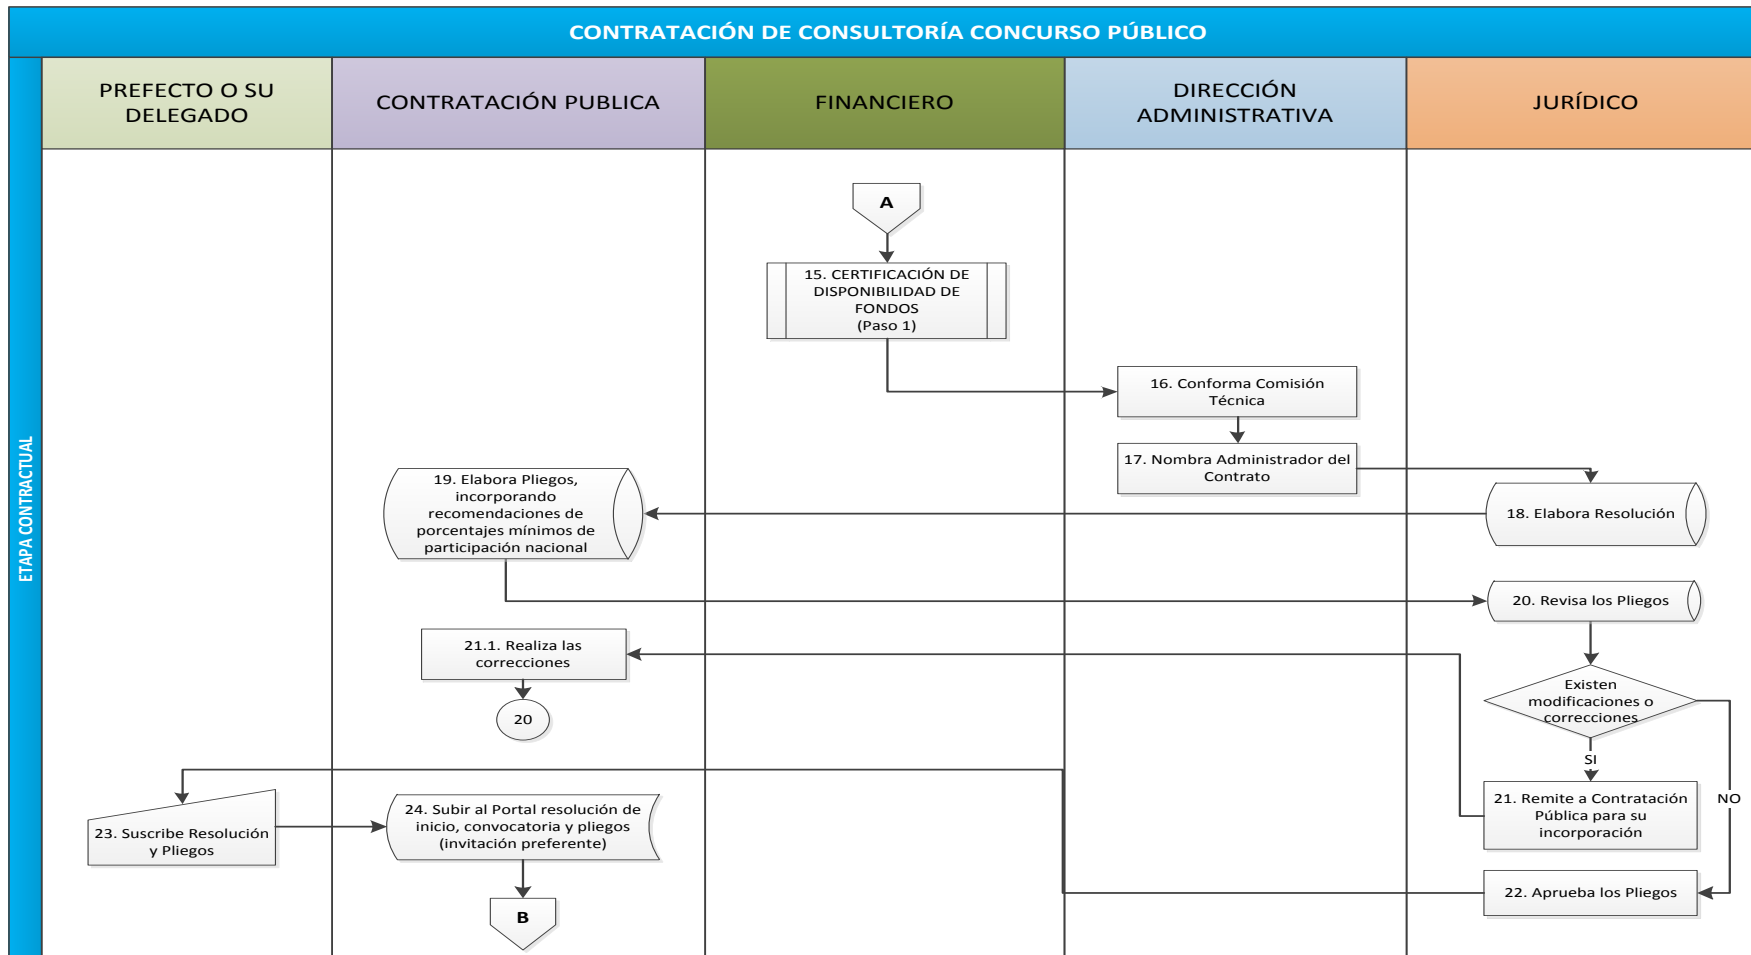 CONTRATACIÓN DE CONSULTORÍA CONCURSO PÚBLICO
ETAPA CONTRACTUAL
PREFECTO O SU
DELEGADO
CONTRATACIÓN PUBLICA
FINANCIERO
DIRECCIÓN
ADMINISTRATIVA
JURÍDICO
A
15. CERTIFICACIÓN DE
DISPONIBILIDAD DE
FONDOS
(Paso 1)
16. Conforma Comisión
Técnica
17. Nombra Administrador del
Contrato
18. Elabora Resolución
19. Elabora Pliegos,
incorporando
recomendaciones de
porcentajes mínimos de
participación nacional
20. Revisa los Pliegos
Existen
modificaciones o
correcciones
SI
NO
21. Remite a Contratación
Pública para su
incorporación
21.1. Realiza las
correcciones
20
22. Aprueba los Pliegos
23. Suscribe Resolución
y Pliegos
24. Subir al Portal resolución de
inicio, convocatoria y pliegos
(invitación preferente)
B